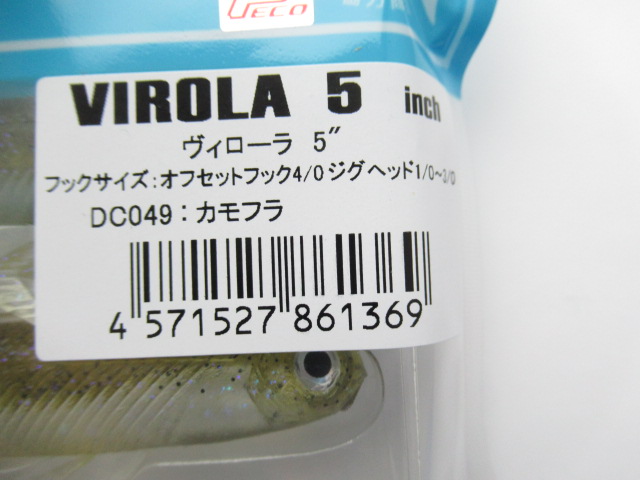 PECO
VIROLA 5 inch
ヴィローラ 5"
フックサイズ:オフセットフック4/0 ジグヘッド1/0~3/0
DC049:カモフラ
4 571527 861369